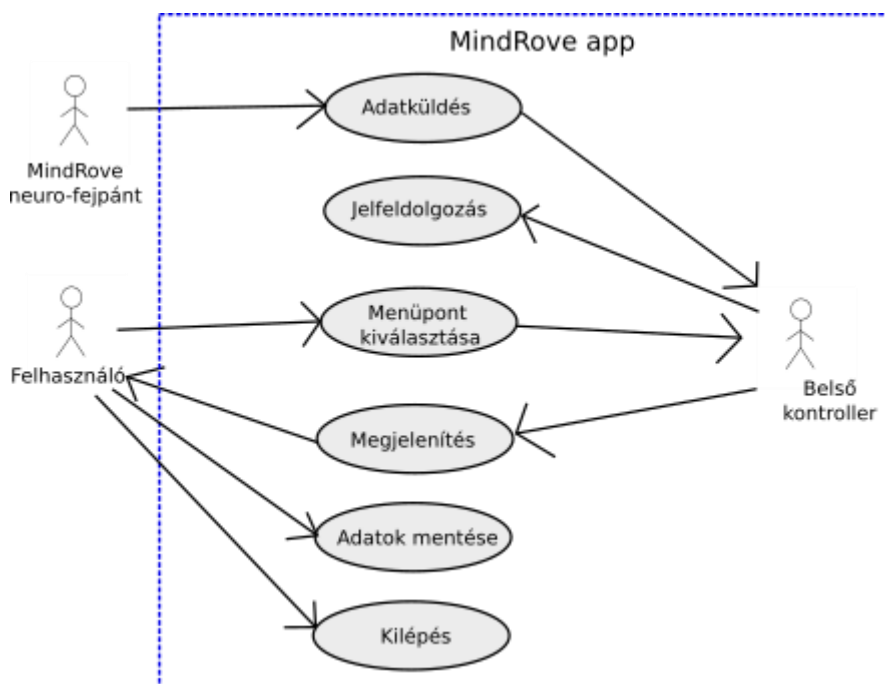 MindRove app
Adatküldés
MindRove
neuro-fejpánt
Jelfeldolgozás
Menüpont
kiválasztása
Felhasználó
Belső
kontroller
Megjelenítés
Adatok mentése
Kilépés